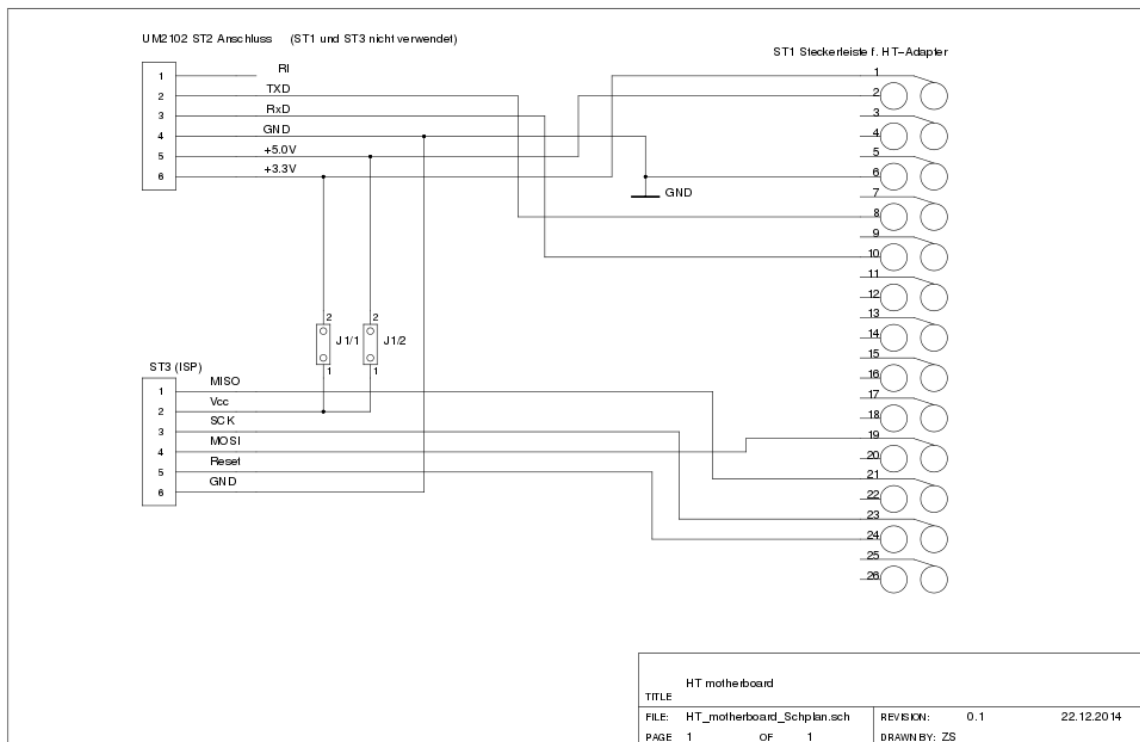 UM2102 ST2 Anschluss (ST1 und ST3 nicht verwendet)
1 RI
2 TXD
3 RxD
4 GND
5 +5.0V
6 +3.3V
ST1 Steckerleiste f. HT-Adapter
1
2
3
4
5
6
7
8
9
10
11
12
13
14
15
16
17
18
19
20
21
22
23
24
25
26
GND
2 2
J1/1 J1/2
1 1
ST3 (ISP)
1 MISO
2 Vcc
3 SCK
4 MOSI
5 Reset
6 GND
HT motherboard
TITLE
FILE: HT_motherboard_Schplan.sch REVISION: 0.1 22.12.2014
PAGE 1 OF 1 DRAWN BY: ZS